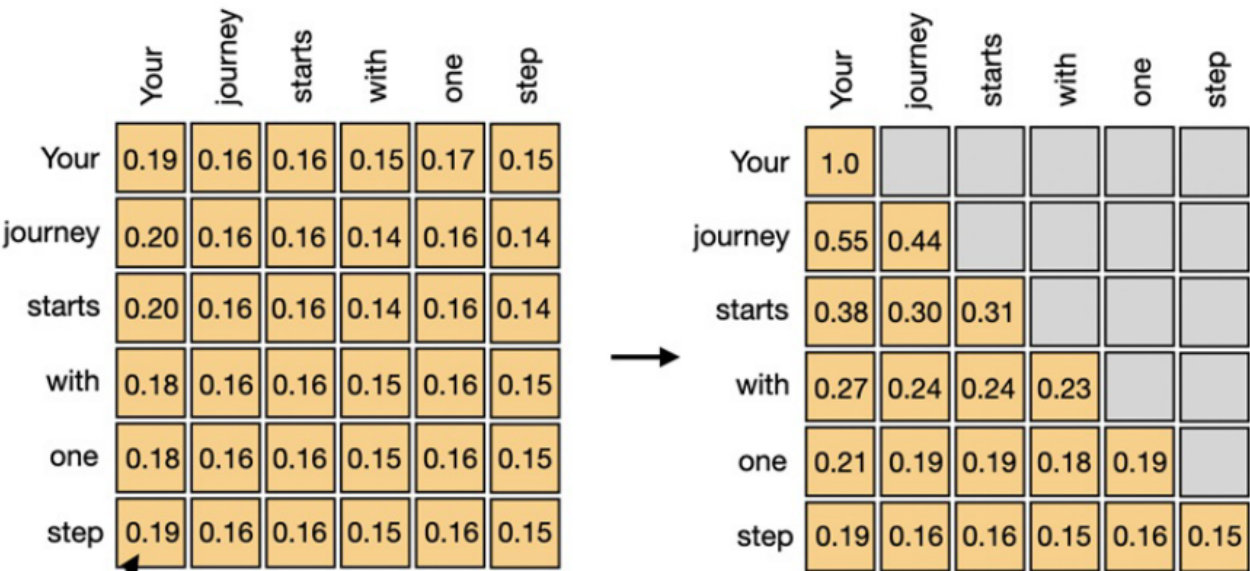 Your journey starts with one step
Your 0.19 0.16 0.16 0.15 0.17 0.15
journey 0.20 0.16 0.16 0.14 0.16 0.14
starts 0.20 0.16 0.16 0.14 0.16 0.14
with 0.18 0.16 0.16 0.15 0.16 0.15
one 0.18 0.16 0.16 0.15 0.16 0.15
step 0.19 0.16 0.16 0.15 0.16 0.15
Your journey starts with one step
Your 1.0
journey 0.55 0.44
starts 0.38 0.30 0.31
with 0.27 0.24 0.24 0.23
one 0.21 0.19 0.19 0.18 0.19
step 0.19 0.16 0.16 0.15 0.16 0.15